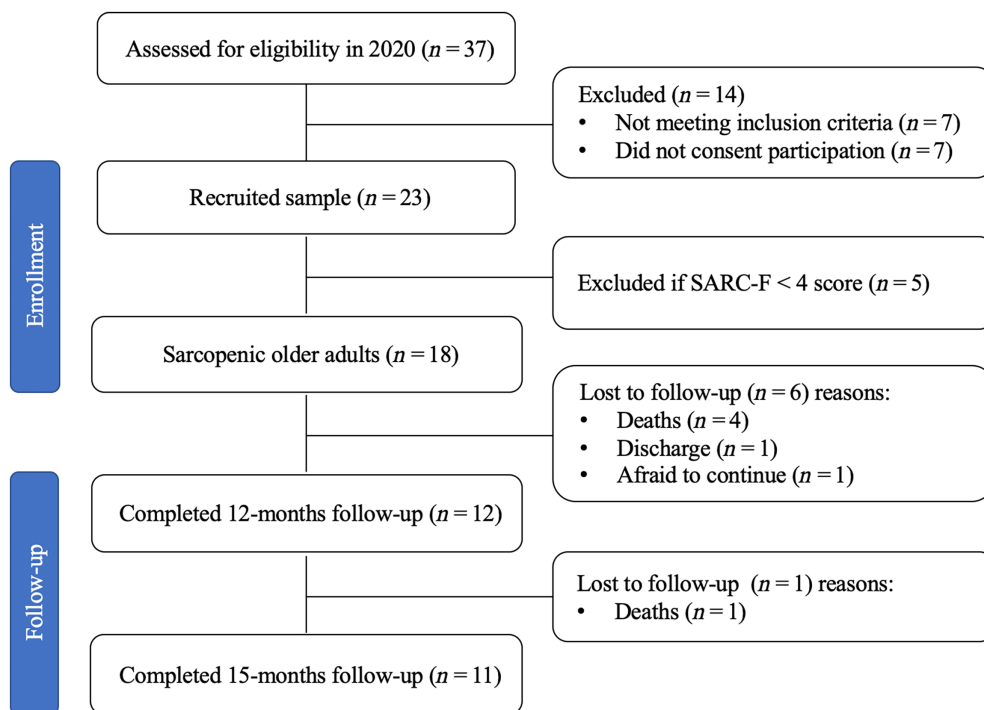 Assessed for eligibility in 2020 (n = 37)
Excluded (n = 14)
• Not meeting inclusion criteria (n = 7)
• Did not consent participation (n = 7)
Enrollment
Recruited sample (n = 23)
Excluded if SARC-F < 4 score (n = 5)
Sarcopenic older adults (n = 18)
Lost to follow-up (n = 6) reasons:
• Deaths (n = 4)
• Discharge (n = 1)
• Afraid to continue (n = 1)
Follow-up
Completed 12-months follow-up (n = 12)
Lost to follow-up (n = 1) reasons:
• Deaths (n = 1)
Completed 15-months follow-up (n = 11)